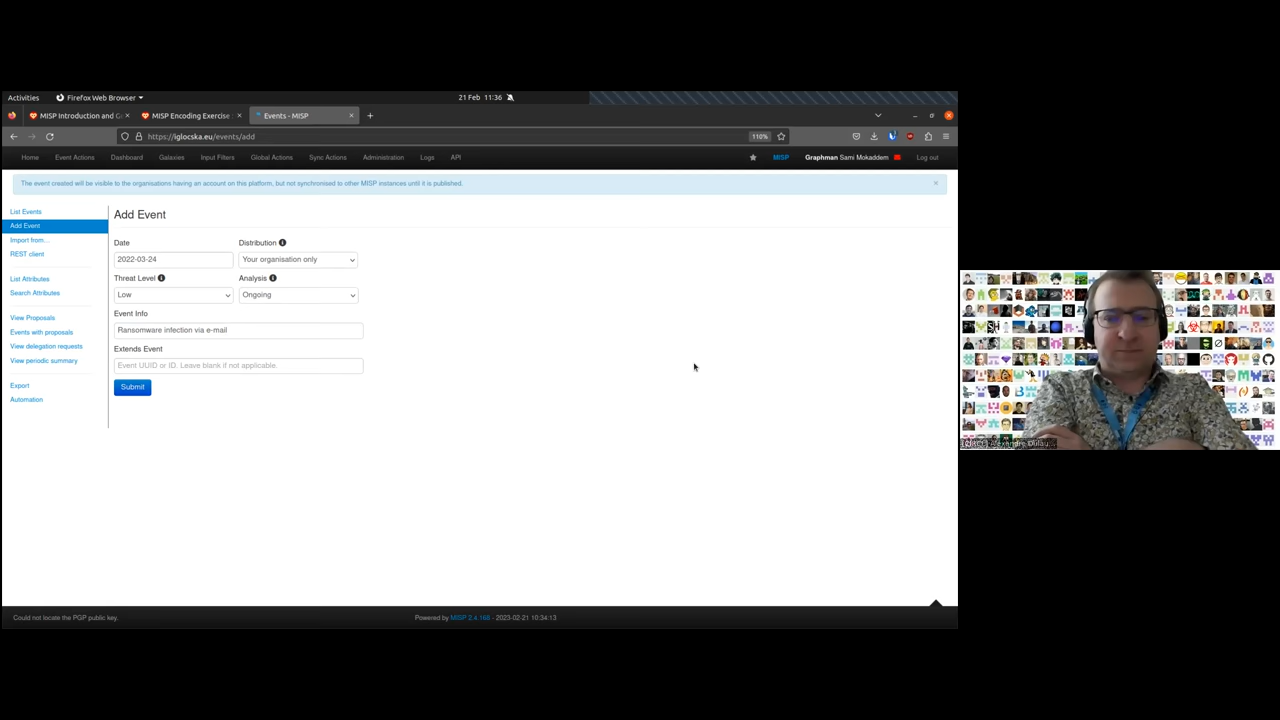 Activities
Firefox Web Browser
21 Feb 11:36
MISP Introduction and G
MISP Encoding Exercise
Events - MISP
https://iglocska.eu/events/add
110%
Home
Event Actions
Dashboard
Galaxies
Input Filters
Global Actions
Sync Actions
Administration
Logs
API
MISP
Graphman Sami Mokaddem
Log out
The event created will be visible to the organisations having an account on this platform, but not synchronised to other MISP instances until it is published.
List Events
Add Event
Import from...
REST client
List Attributes
Search Attributes
View Proposals
Events with proposals
View delegation requests
View periodic summary
Export
Automation
Add Event
Date
Distribution
2022-03-24
Your organisation only
Threat Level
Analysis
Low
Ongoing
Event Info
Ransomware infection via e-mail
Extends Event
Event UUID or ID. Leave blank if not applicable.
Submit
Could not locate the PGP public key.
Powered by MISP 2.4.168 - 2023-02-21 10:34:13